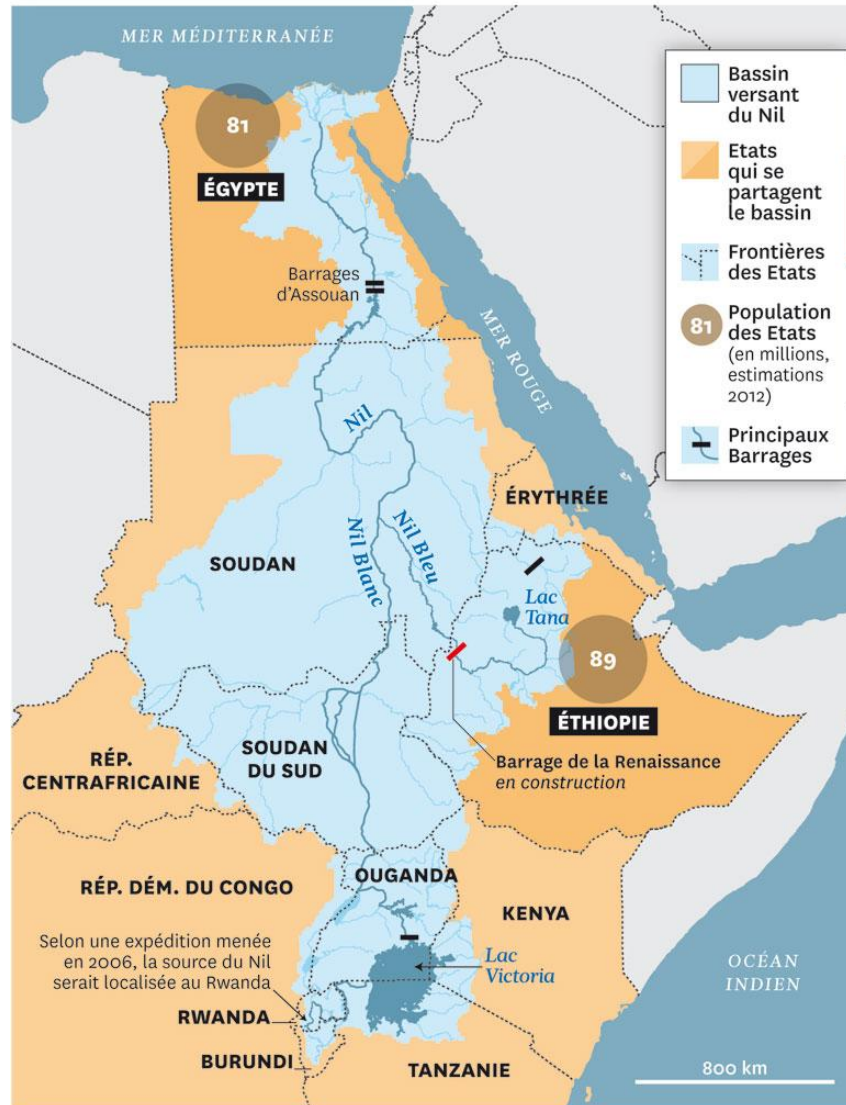 MER MÉDITERRANÉE
81
ÉGYPTE
Barrages
d'Assouan
MER ROUGE
Nil
Nil Blanc
Nil Bleu
SOUDAN
ÉRYTHRÉE
Lac
Tana
89
ÉTHIOPIE
Barrage de la Renaissance
en construction
SOUDAN
DU SUD
RÉP.
CENTRAFRICAINE
RÉP. DÉM. DU CONGO
OUGANDA
KENYA
Selon une expédition menée
en 2006, la source du Nil
serait localisée au Rwanda
Lac
Victoria
RWANDA
BURUNDI
TANZANIE
OCÉAN
INDIEN
800 km
Bassin
versant
du Nil
Etats
qui se
partagent
le bassin
Frontières
des Etats
81
Population
des Etats
(en millions,
estimations
2012)
Principaux
Barrages